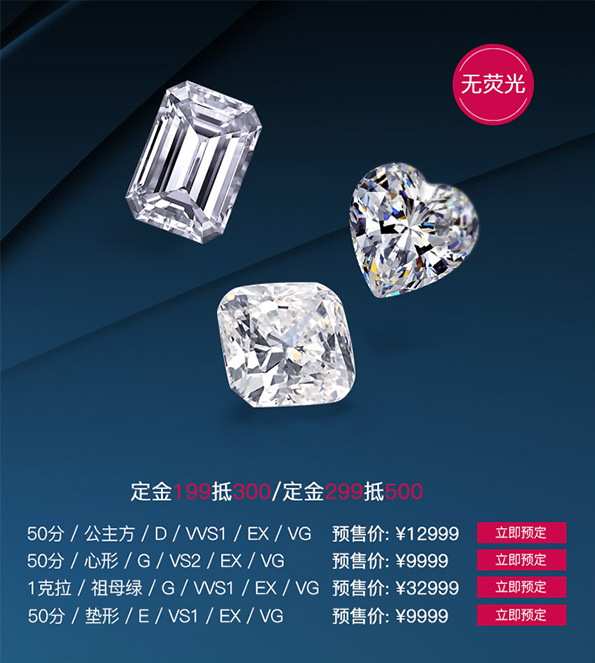 无荧光
定金199抵300/定金299抵500
50分 / 公主方 / D / VVS1 / EX / VG 预售价: ¥12999 立即预定
50分 / 心形 / G / VS2 / EX / VG 预售价: ¥9999 立即预定
1克拉 / 祖母绿 / G / VVS1 / EX / VG 预售价: ¥32999 立即预定
50分 / 垫形 / E / VS1 / EX / VG 预售价: ¥9999 立即预定